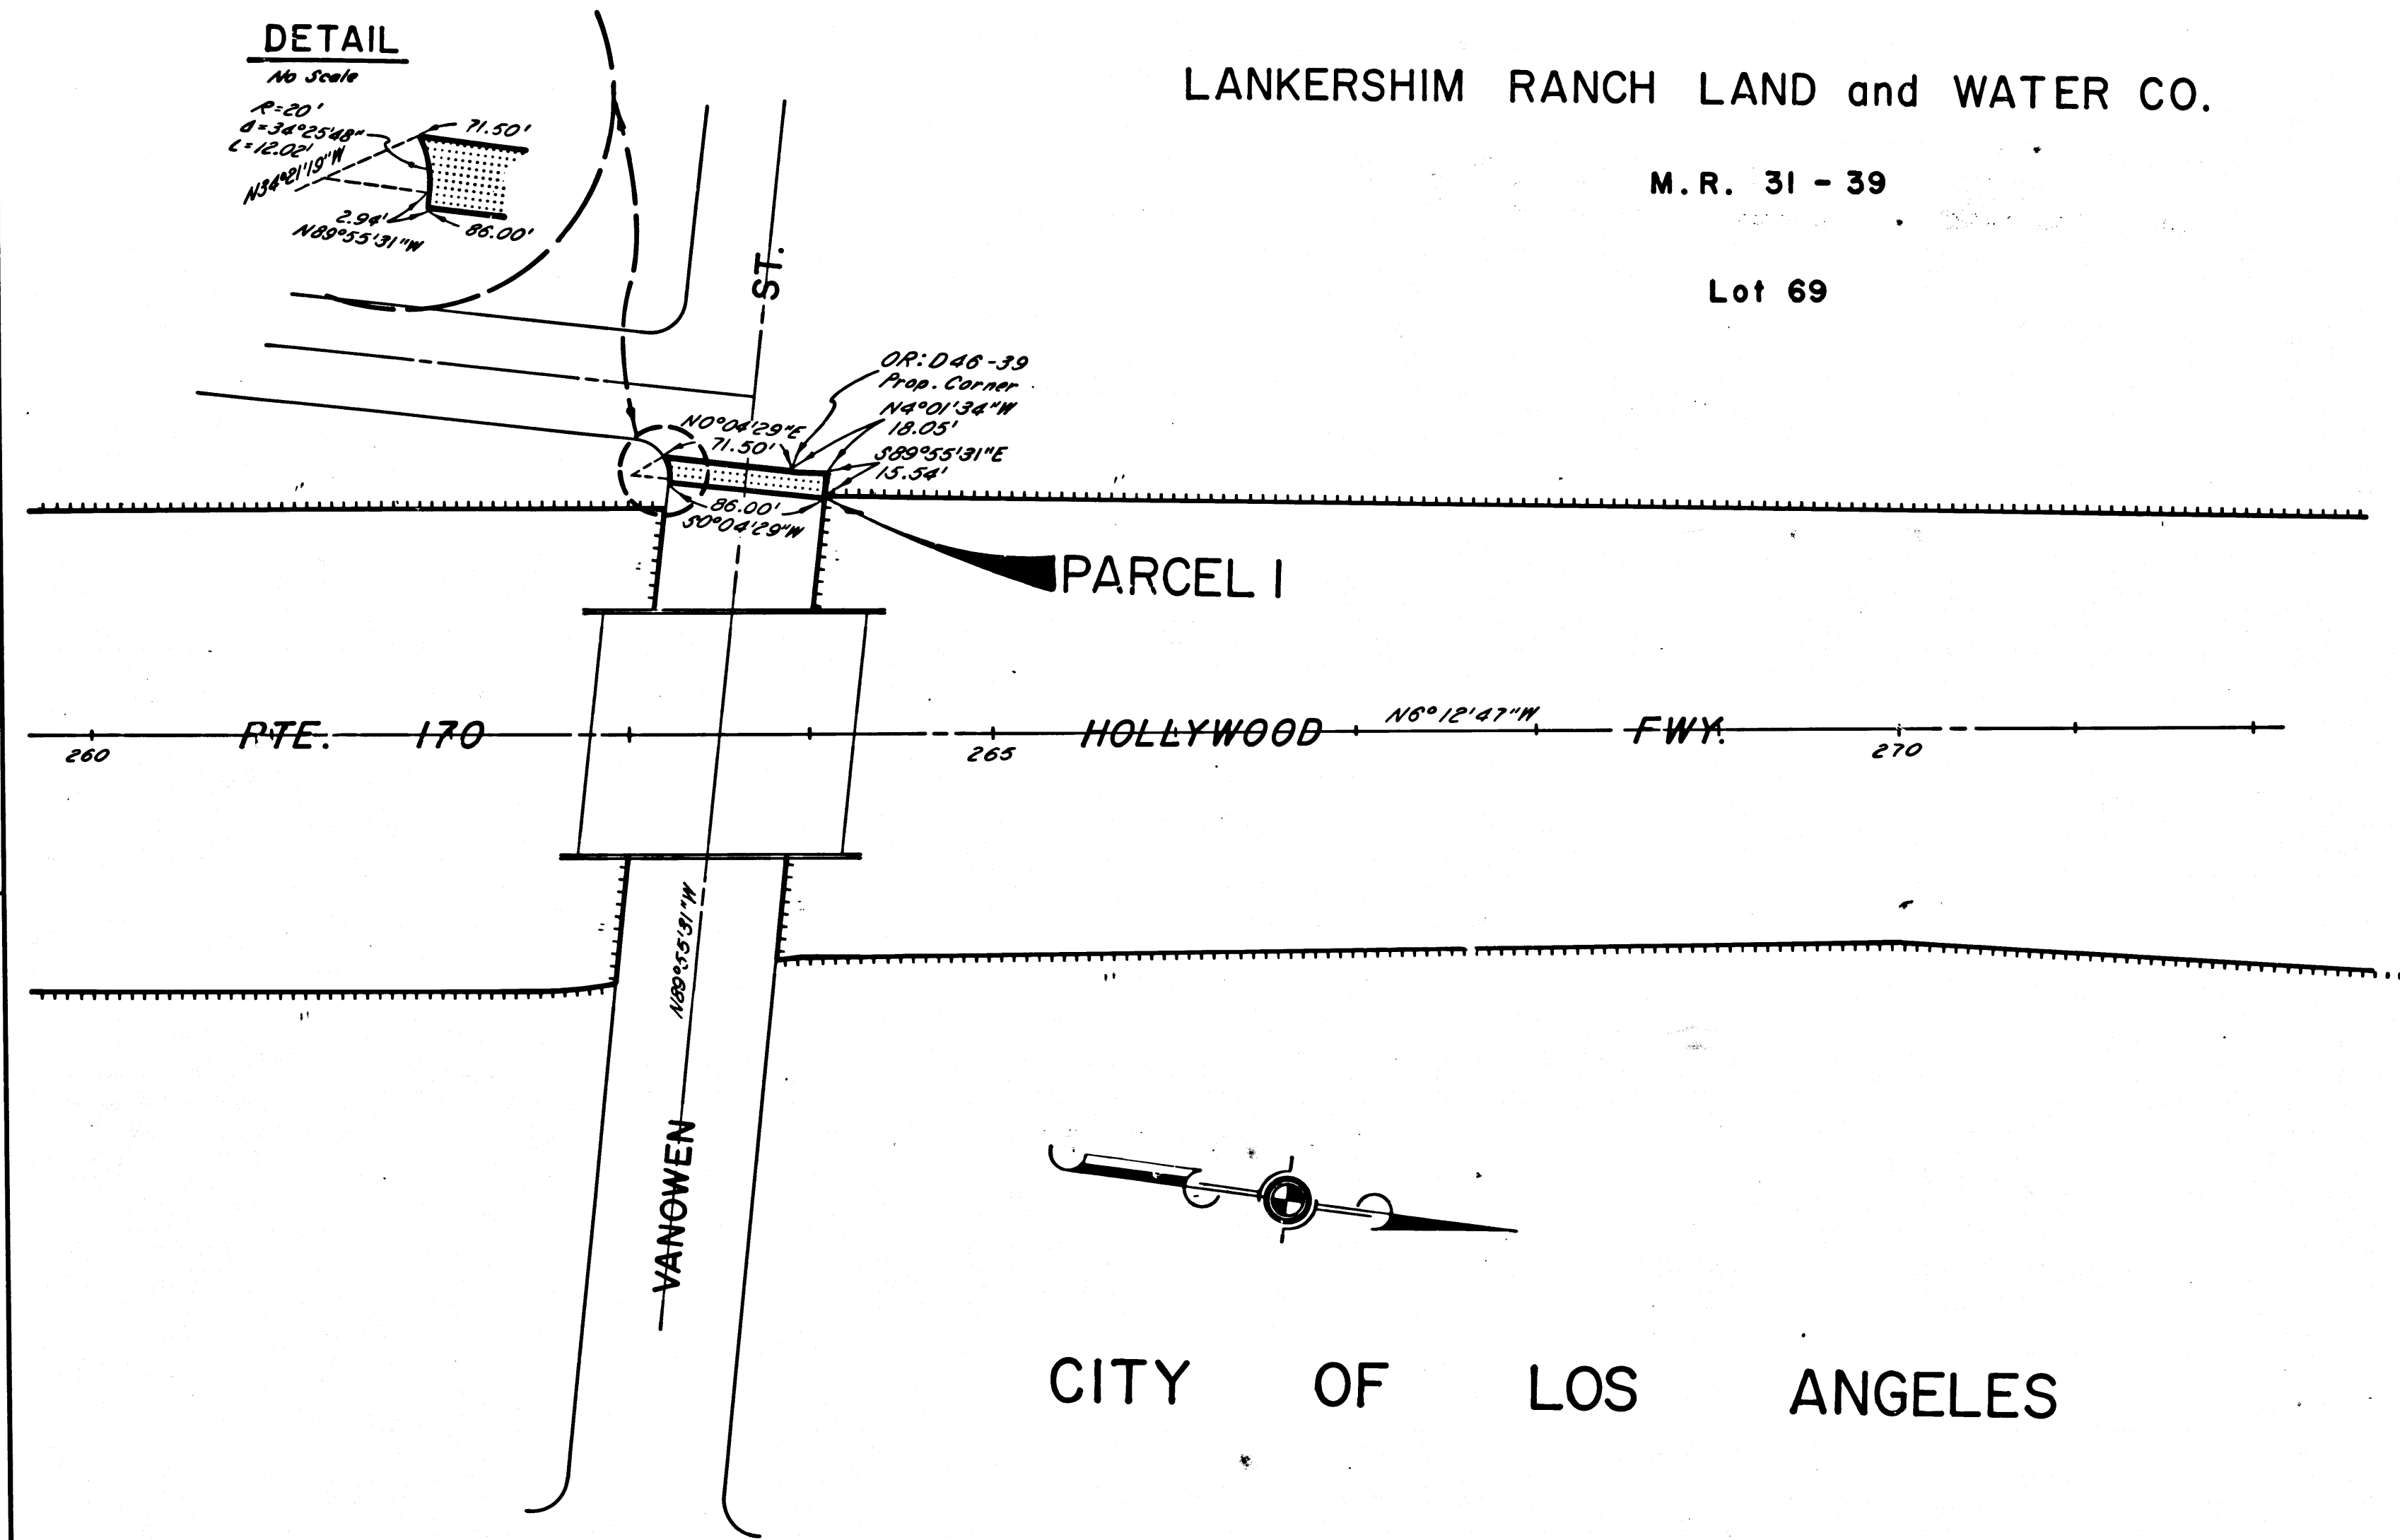 DETAIL
No Scale
R=20'
Δ=34°25'48"
L=12.02'
N34°21'19"W
71.50'
2.94'
N89°55'31"W
86.00'
LANKERSHIM RANCH LAND and WATER CO.
M.R. 31-39
Lot 69
ST.
OR: D46-39
Prop. Corner
N4°01'34"W
18.05'
S89°55'31"E
15.54'
N0°04'29"E
71.50'
86.00'
S0°04'29"W
PARCEL 1
RTE. 170 HOLLYWOOD FWY.
N6°12'47"W
260 265 270
N89°55'31"W
VANOWEN
CITY OF LOS ANGELES